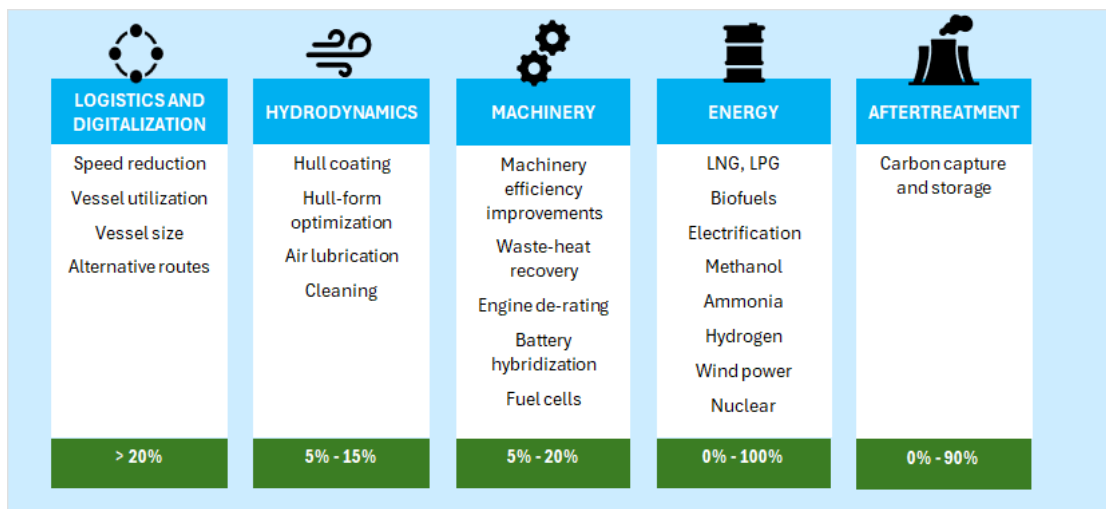 LOGISTICS AND
DIGITALIZATION
Speed reduction
Vessel utilization
Vessel size
Alternative routes
> 20%
HYDRODYNAMICS
Hull coating
Hull-form
optimization
Air lubrication
Cleaning
5% - 15%
MACHINERY
Machinery
efficiency
improvements
Waste-heat
recovery
Engine de-rating
Battery
hybridization
Fuel cells
5% - 20%
ENERGY
LNG, LPG
Biofuels
Electrification
Methanol
Ammonia
Hydrogen
Wind power
Nuclear
0% - 100%
AFTERTREATMENT
Carbon capture
and storage
0% - 90%